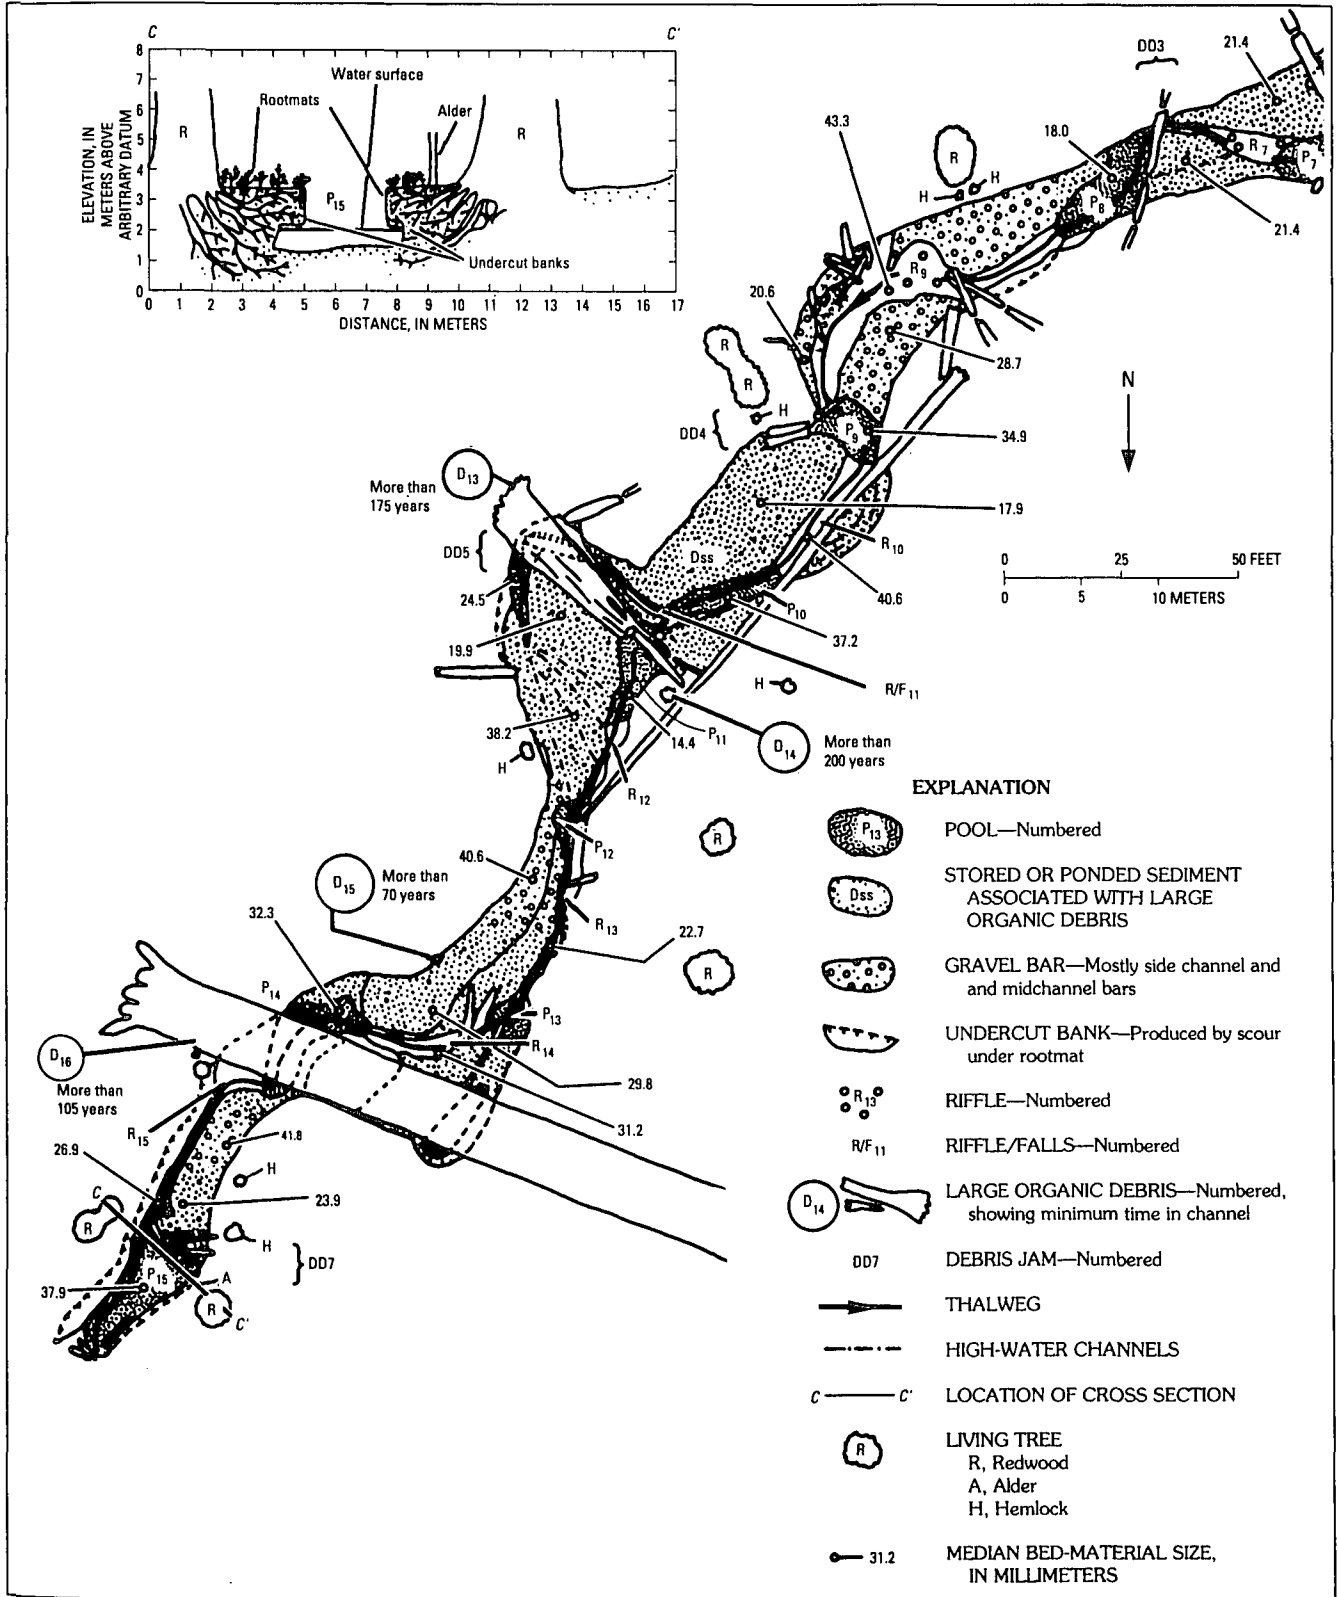 C
C'
8
7
6
5
4
3
2
1
0
ELEVATION, IN
METERS ABOVE
ARBITRARY DATUM
Water surface
Rootmats
Alder
R
R
P15
Undercut banks
0 1 2 3 4 5 6 7 8 9 10 11 12 13 14 15 16 17
DISTANCE, IN METERS
DD3
21.4
43.3
18.0
R
H
H
R7
P7
P8
21.4
R9
20.6
28.7
R
R
H
DD4
P9
34.9
N
D13
More than
175 years
17.9
DD5
Dss
R10
0 25 50 FEET
0 5 10 METERS
24.5
40.6
P10
37.2
19.9
R/F11
H
38.2
14.4
P11
D14
More than
200 years
H
R12
R
P12
40.6
D15
More than
70 years
32.3
R13
22.7
R
P14
P13
R14
D16
More than
105 years
29.8
31.2
R15
41.8
26.9
H
C
23.9
R
H
DD7
P15
A
37.9
R
C'
EXPLANATION
P13
POOL—Numbered
Dss
STORED OR PONDED SEDIMENT
ASSOCIATED WITH LARGE
ORGANIC DEBRIS
GRAVEL BAR—Mostly side channel and
and midchannel bars
UNDERCUT BANK—Produced by scour
under rootmat
R13
RIFFLE—Numbered
R/F11
RIFFLE/FALLS—Numbered
D14
LARGE ORGANIC DEBRIS—Numbered,
showing minimum time in channel
DD7
DEBRIS JAM—Numbered
THALWEG
HIGH-WATER CHANNELS
C C'
LOCATION OF CROSS SECTION
R
LIVING TREE
R, Redwood
A, Alder
H, Hemlock
31.2
MEDIAN BED-MATERIAL SIZE,
IN MILLIMETERS